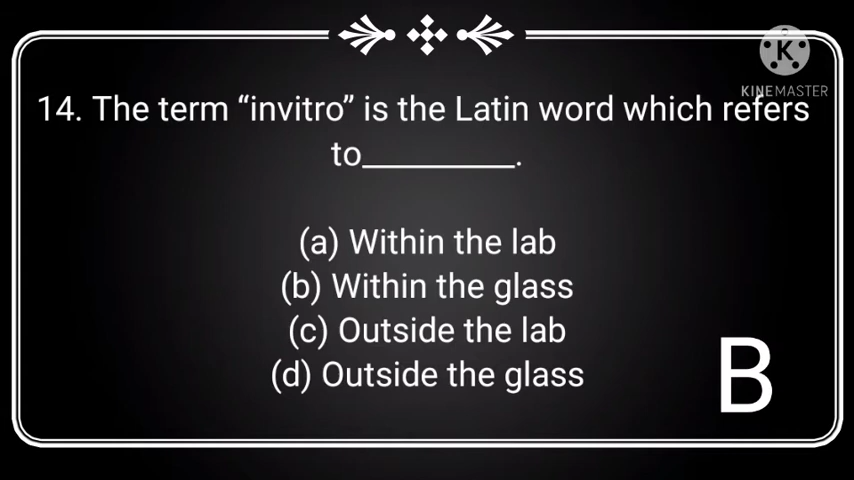 K
KINEMASTER
14. The term “invitro” is the Latin word which refers
to__________.
(a) Within the lab
(b) Within the glass
(c) Outside the lab
(d) Outside the glass
B